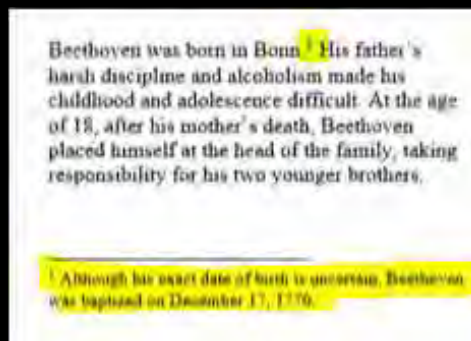 Beethoven was born in Bonn.¹ His father's
harsh discipline and alcoholism made his
childhood and adolescence difficult. At the age
of 18, after his mother's death, Beethoven
placed himself at the head of the family, taking
responsibility for his two younger brothers.
¹ Although his exact date of birth is uncertain, Beethoven
was baptized on December 17, 1770.